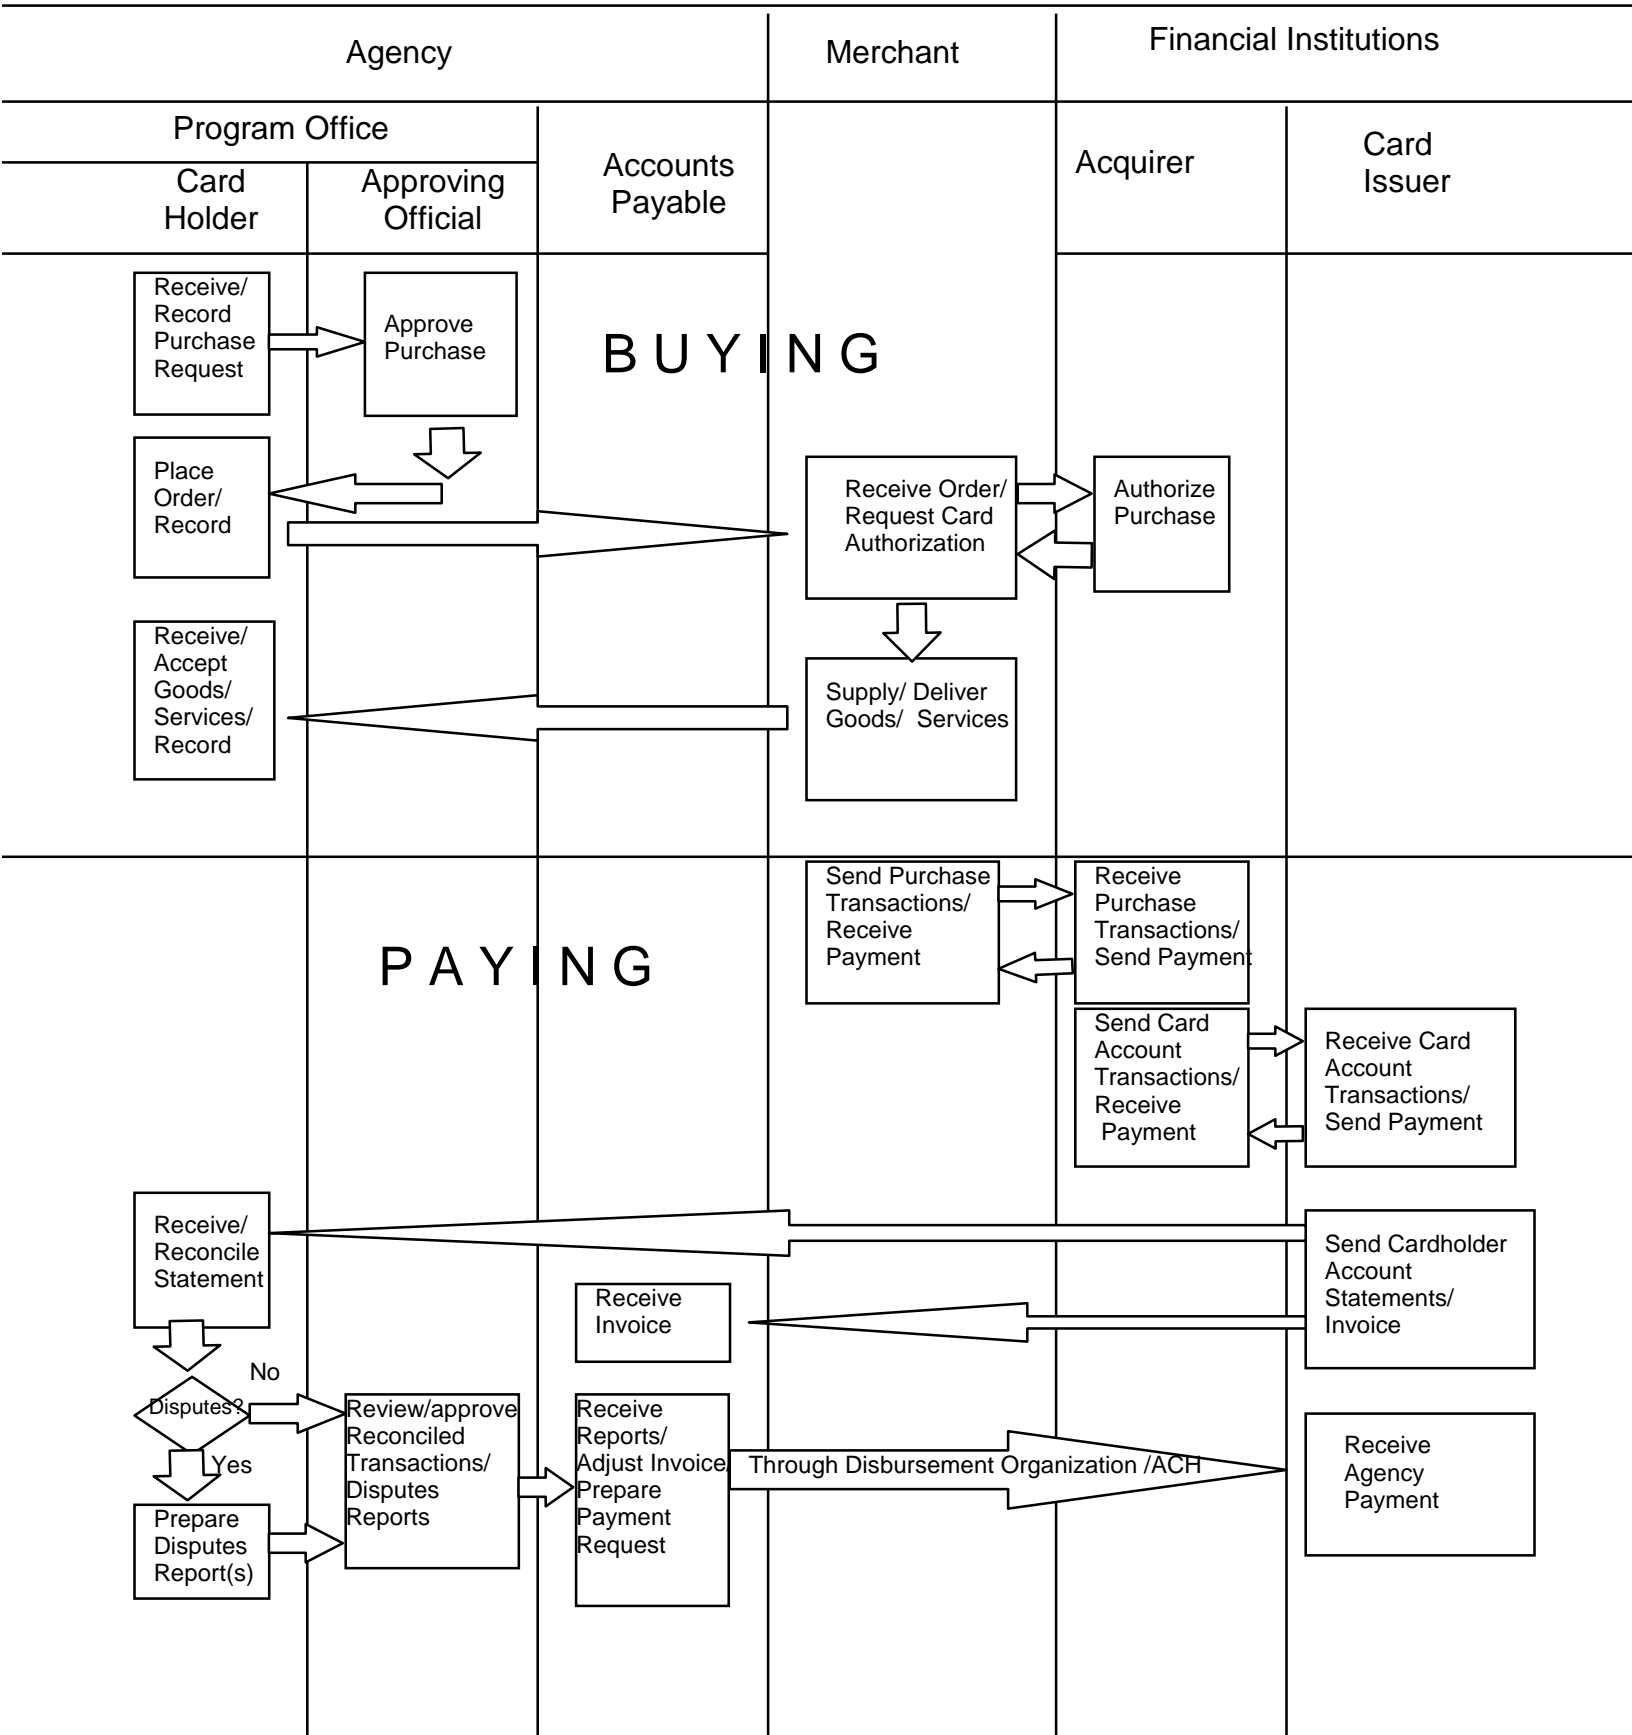 Agency
Merchant
Financial Institutions
Program Office
Card
Holder
Approving
Official
Accounts
Payable
Acquirer
Card
Issuer
Receive/
Record
Purchase
Request
Approve
Purchase
BUYING
Place
Order/
Record
Receive Order/
Request Card
Authorization
Authorize
Purchase
Receive/
Accept
Goods/
Services/
Record
Supply/ Deliver
Goods/ Services
PAYING
Send Purchase
Transactions/
Receive
Payment
Receive
Purchase
Transactions/
Send Payment
Send Card
Account
Transactions/
Receive
Payment
Receive Card
Account
Transactions/
Send Payment
Receive/
Reconcile
Statement
Receive
Invoice
Send Cardholder
Account
Statements/
Invoice
No
Disputes?
Yes
Prepare
Disputes
Report(s)
Review/approve
Reconciled
Transactions/
Disputes
Reports
Receive
Reports/
Adjust Invoice/
Prepare
Payment
Request
Through Disbursement Organization /ACH
Receive
Agency
Payment